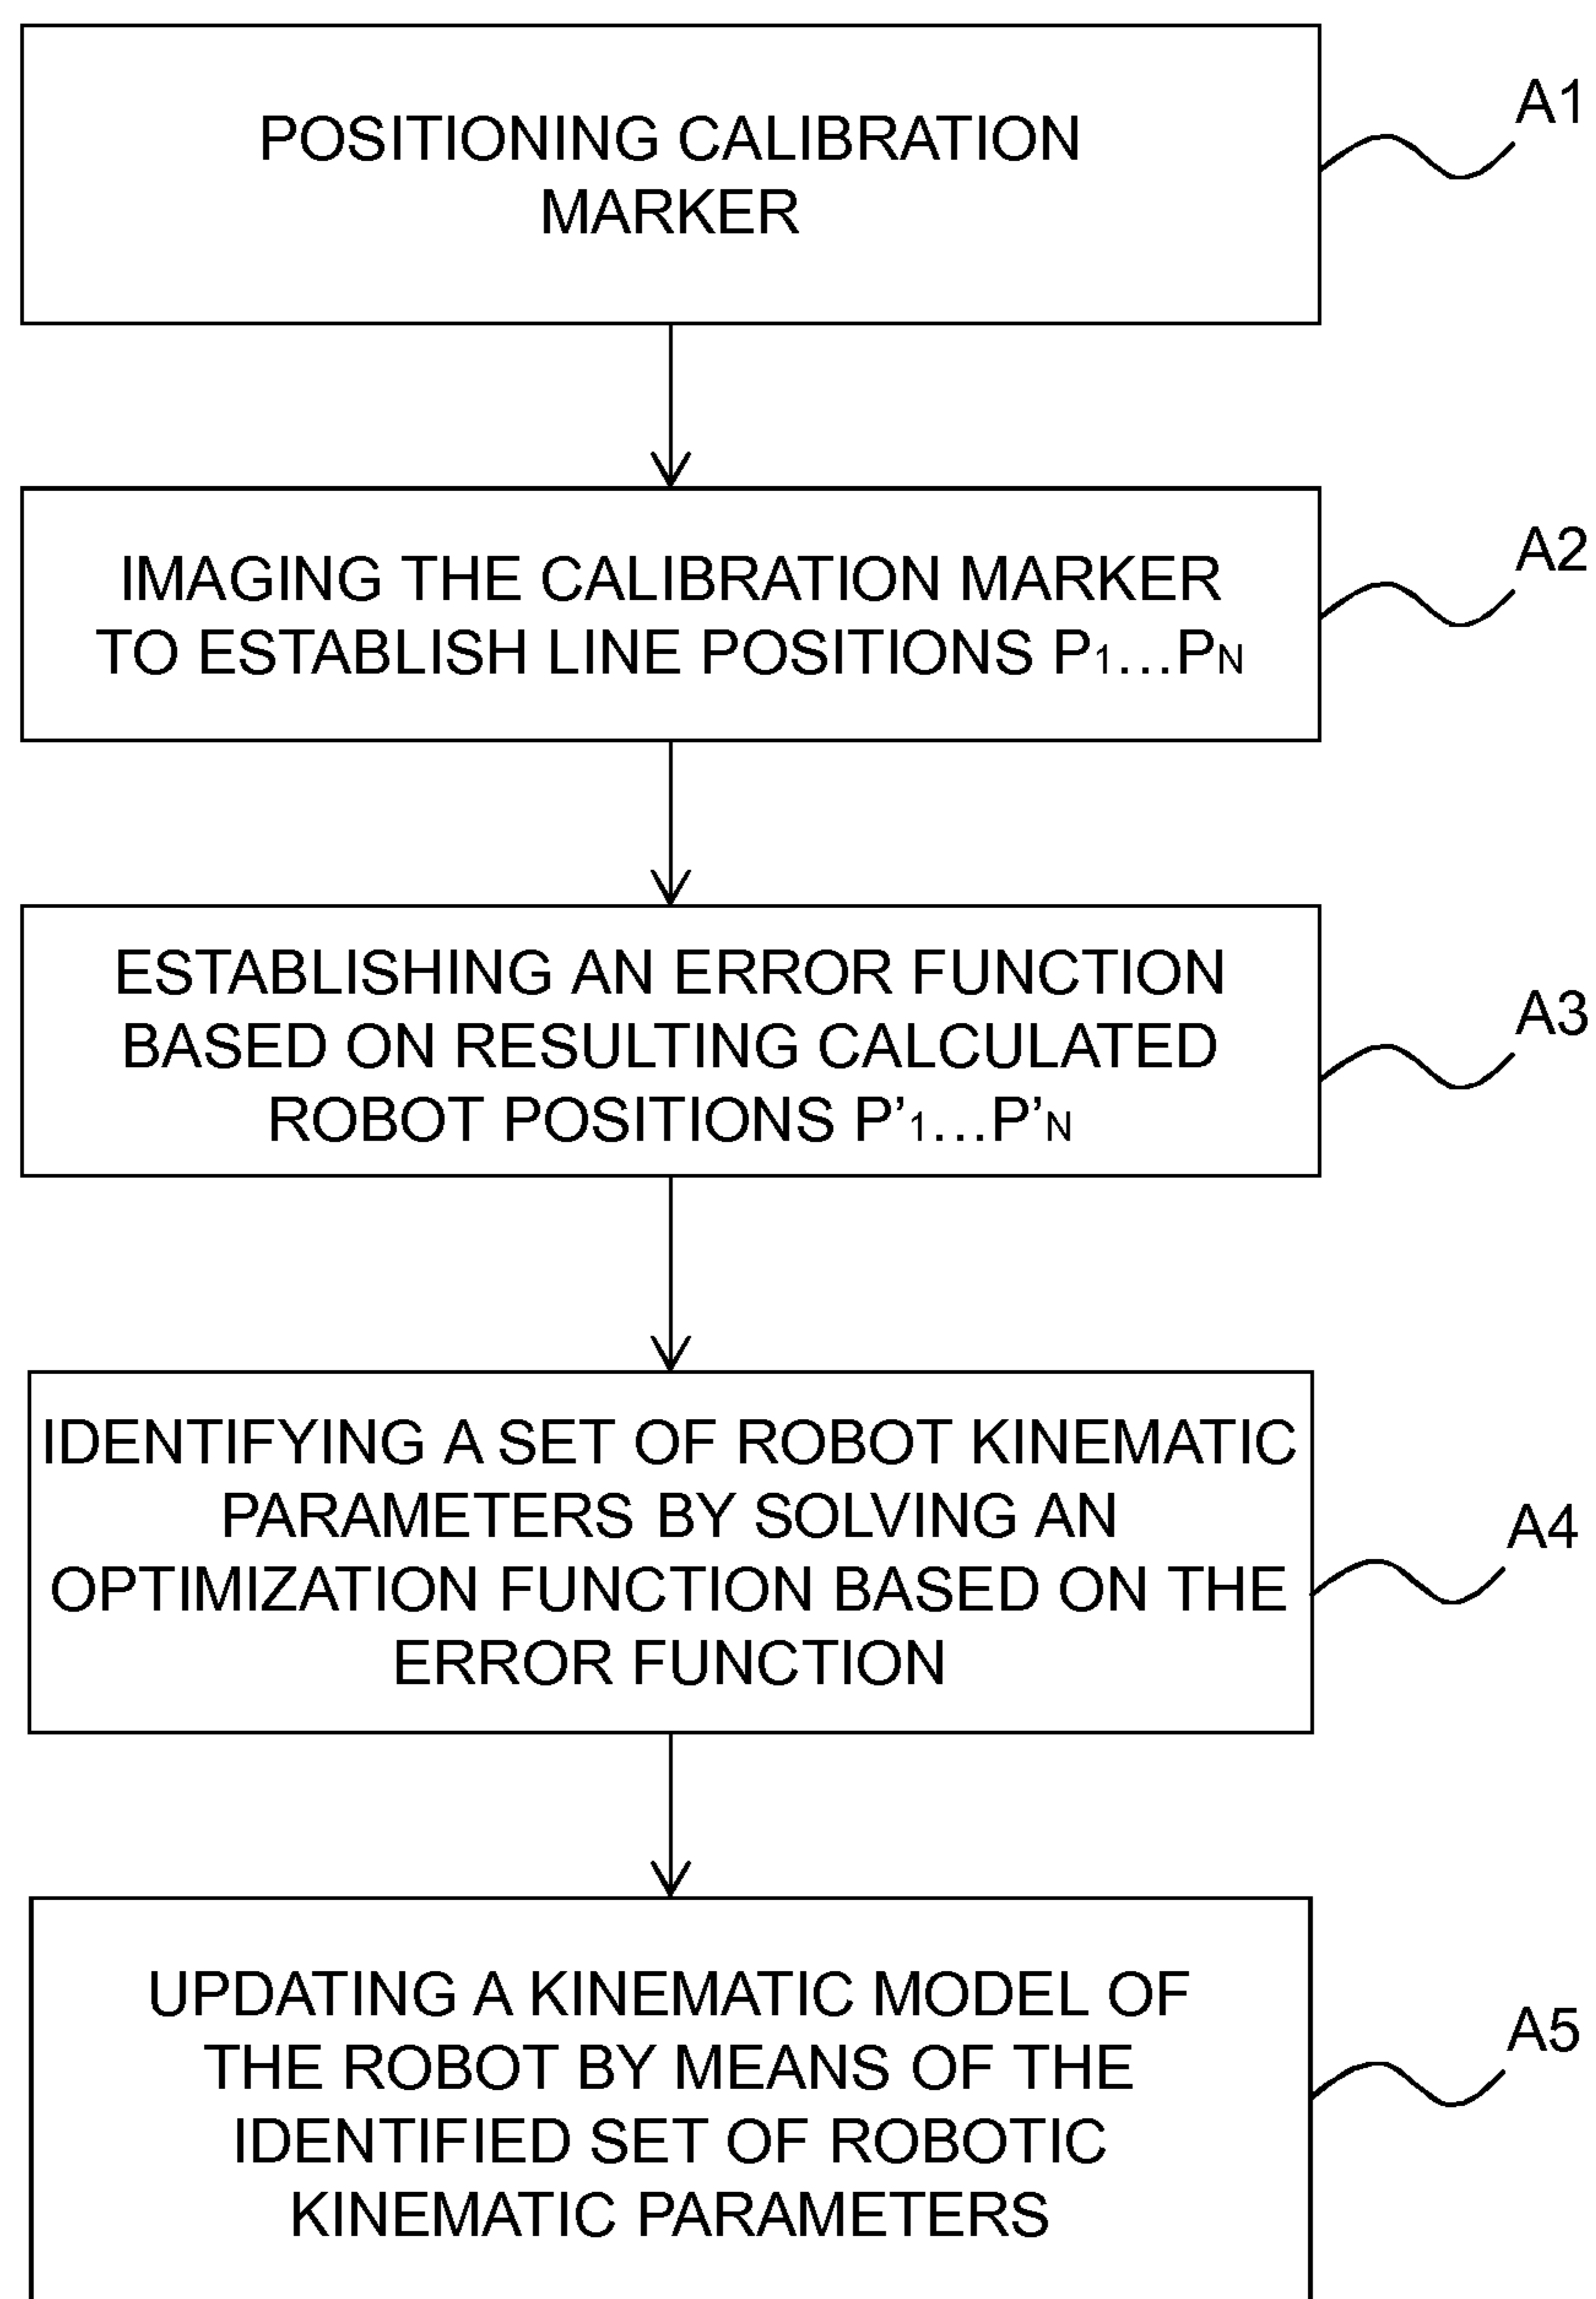 POSITIONING CALIBRATION
MARKER
A1
IMAGING THE CALIBRATION MARKER
TO ESTABLISH LINE POSITIONS P1...PN
A2
ESTABLISHING AN ERROR FUNCTION
BASED ON RESULTING CALCULATED
ROBOT POSITIONS P’1...P’N
A3
IDENTIFYING A SET OF ROBOT KINEMATIC
PARAMETERS BY SOLVING AN
OPTIMIZATION FUNCTION BASED ON THE
ERROR FUNCTION
A4
UPDATING A KINEMATIC MODEL OF
THE ROBOT BY MEANS OF THE
IDENTIFIED SET OF ROBOTIC
KINEMATIC PARAMETERS
A5